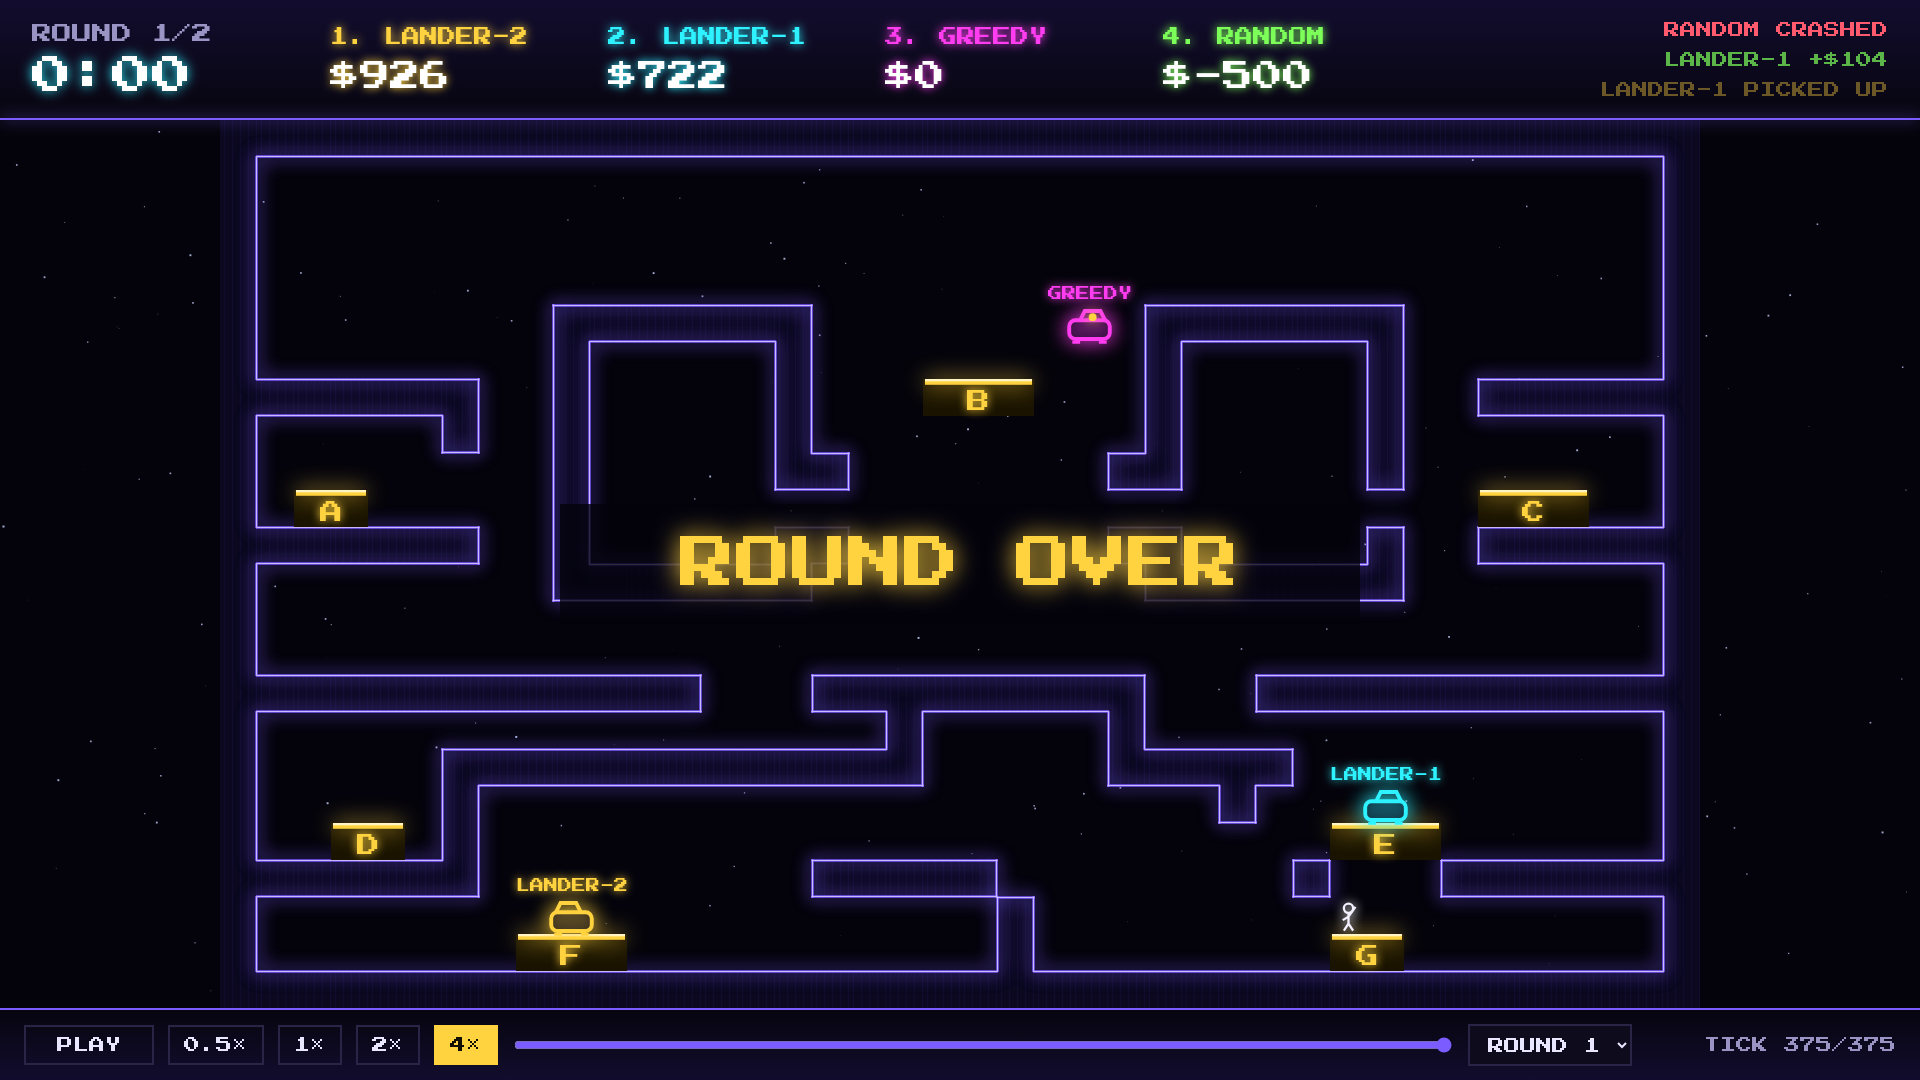 ROUND 1/2
0:00
1. LANDER-2
$926
2. LANDER-1
$722
3. GREEDY
$0
4. RANDOM
$-500
RANDOM CRASHED
LANDER-1 +$104
LANDER-1 PICKED UP
GREEDY
B
A
C
ROUND OVER
LANDER-1
D
E
LANDER-2
F
G
PLAY
0.5×
1×
2×
4×
ROUND 1
TICK 375/375